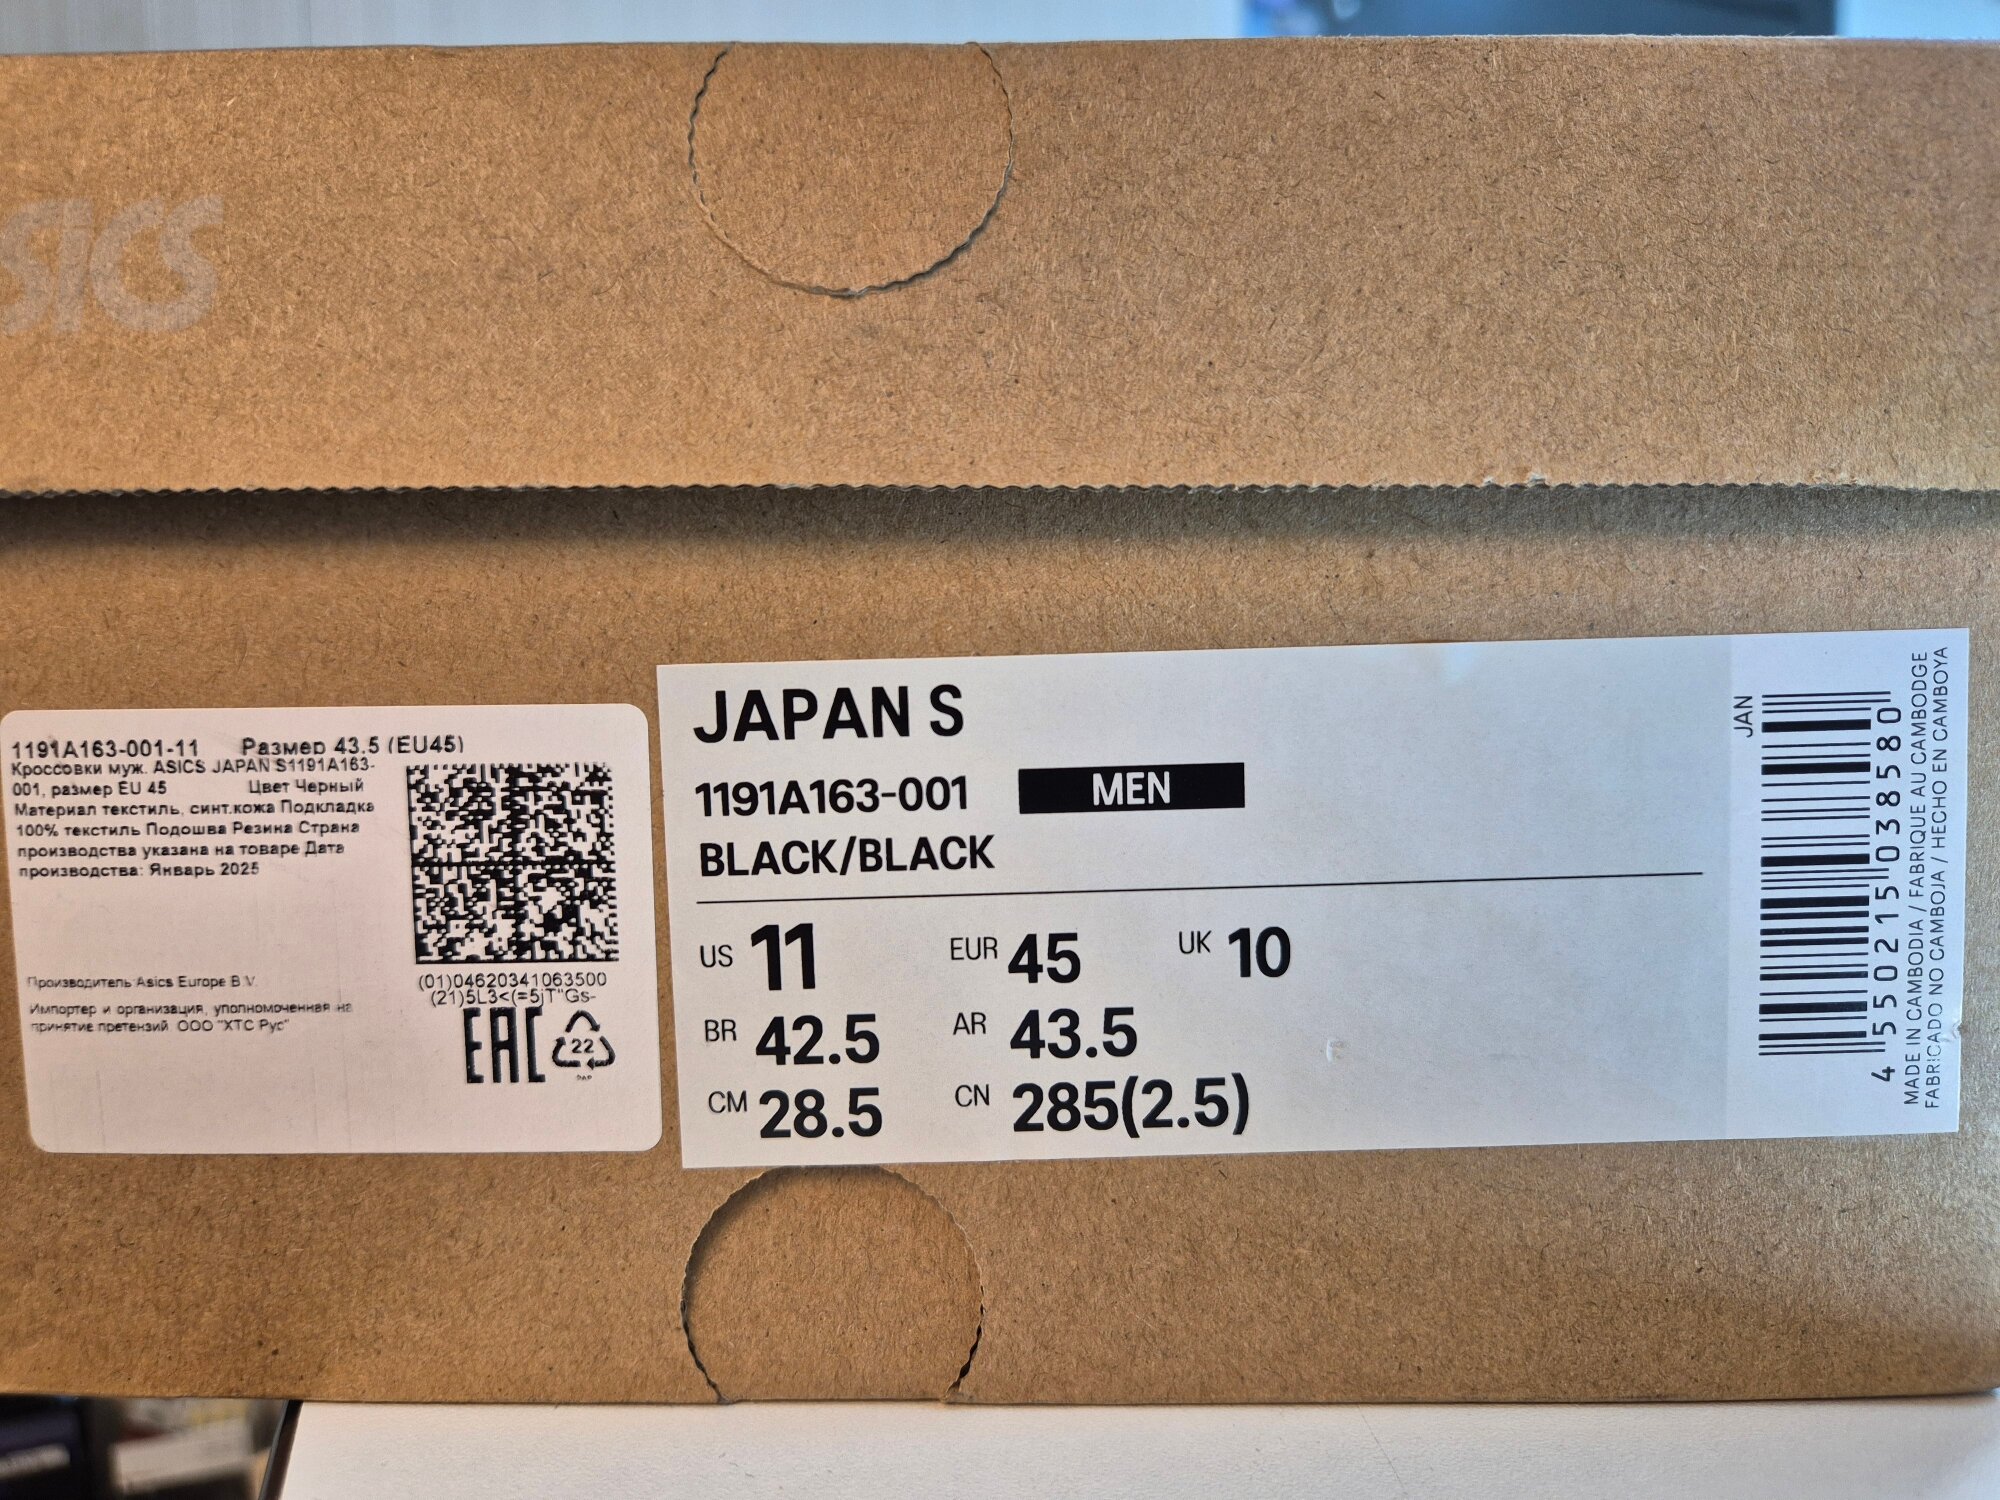 SICS
1191A163-001-11 Размер 43.5 (EU45)
Кроссовки муж. ASICS JAPAN S1191A163-
001, размер EU 45 Цвет Черный
Материал текстиль, синт.кожа Подкладка
100% текстиль Подошва Резина Страна
производства указана на товаре Дата
производства: Январь 2025
Производитель Asics Europe B.V.
Импортер и организация, уполномоченная на
принятие претензий ООО "ХТС Рус"
(01)04620341063500
(21)5L3<(=5jT"Gs-
EAC
22
PAP
JAPAN S
1191A163-001 MEN
BLACK/BLACK
US 11 EUR 45 UK 10
BR 42.5 AR 43.5
CM 28.5 CN 285(2.5)
JAN
4 550215 038580
MADE IN CAMBODIA / FABRIQUE AU CAMBODGE
FABRICADO NO CAMBOJA / HECHO EN CAMBOYA